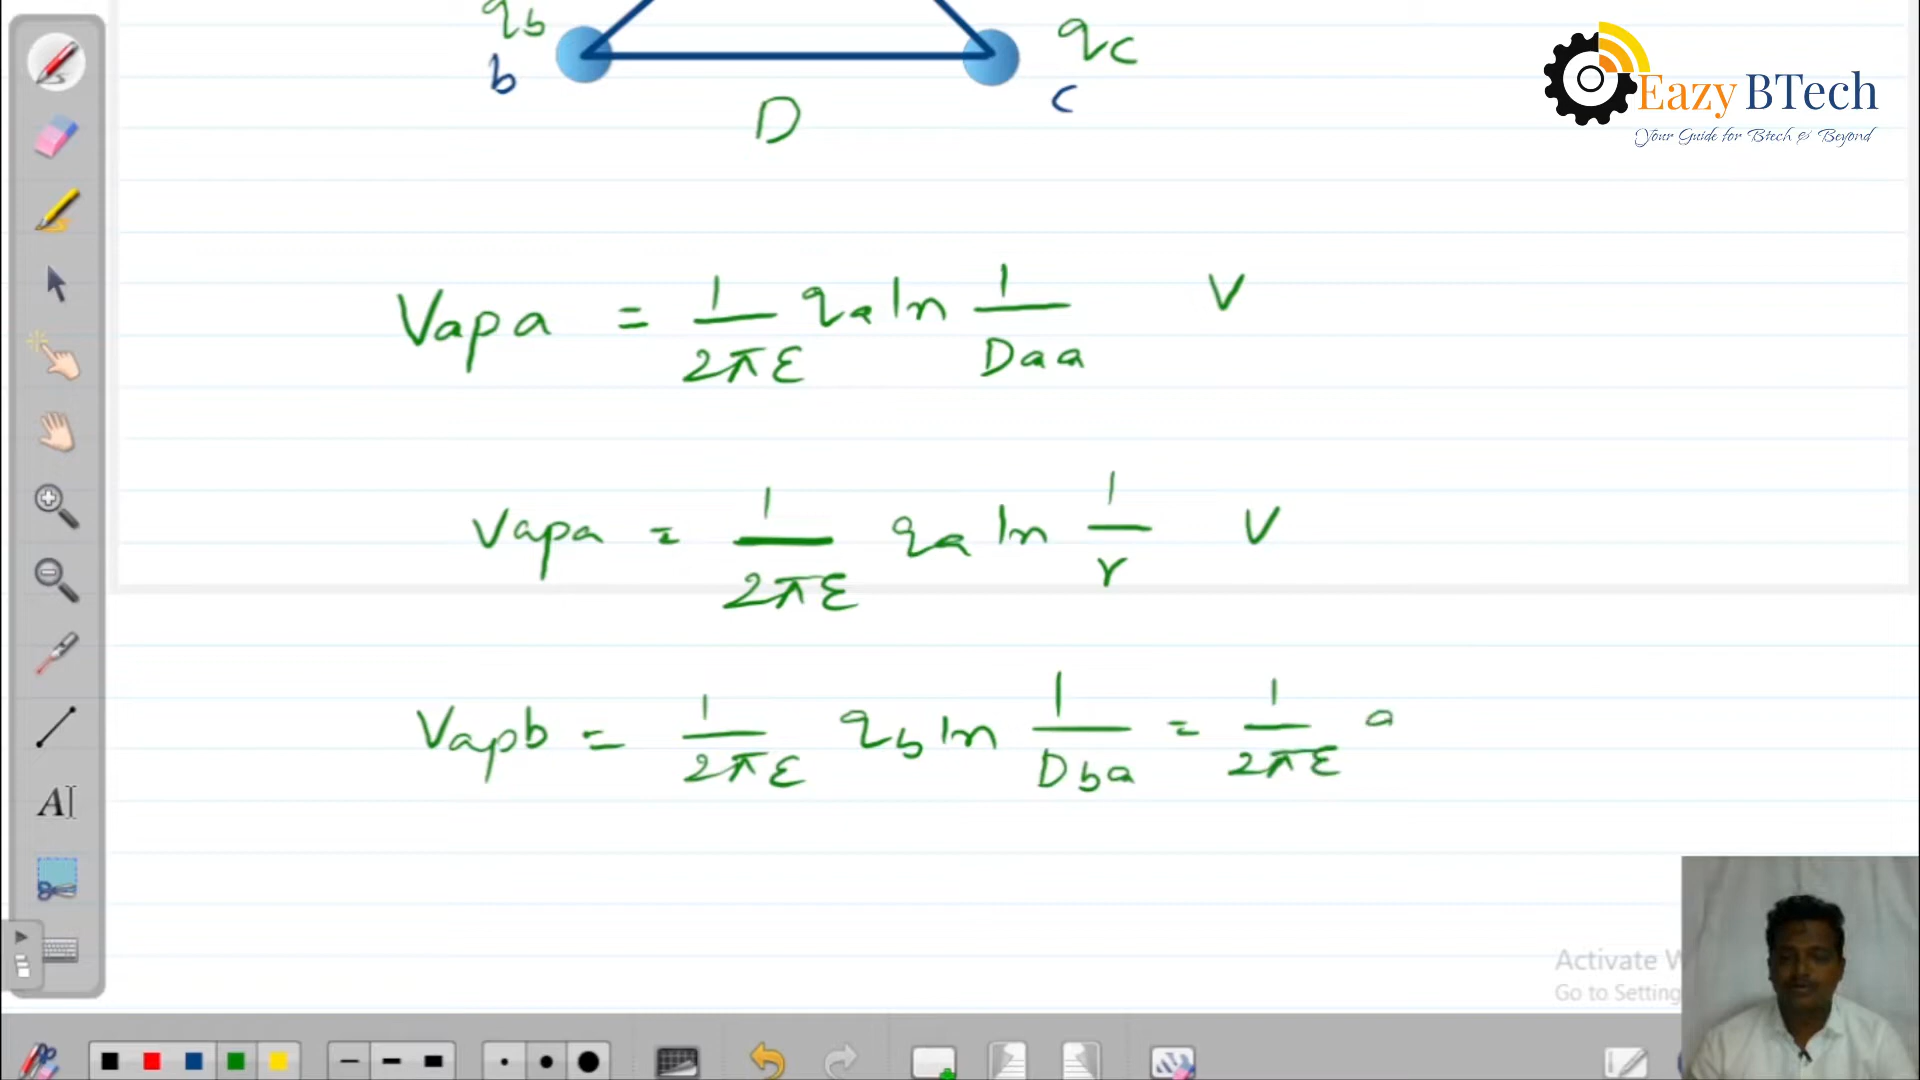 qb
qc
b
c
D
Eazy BTech
Your Guide for Btech & Beyond
Vapa = 1/2πε qa ln 1/Daa V
Vapa = 1/2πε qa ln 1/r V
Vapb = 1/2πε qb ln 1/Dba = 1/2πε
A
Activate W
Go to Setting